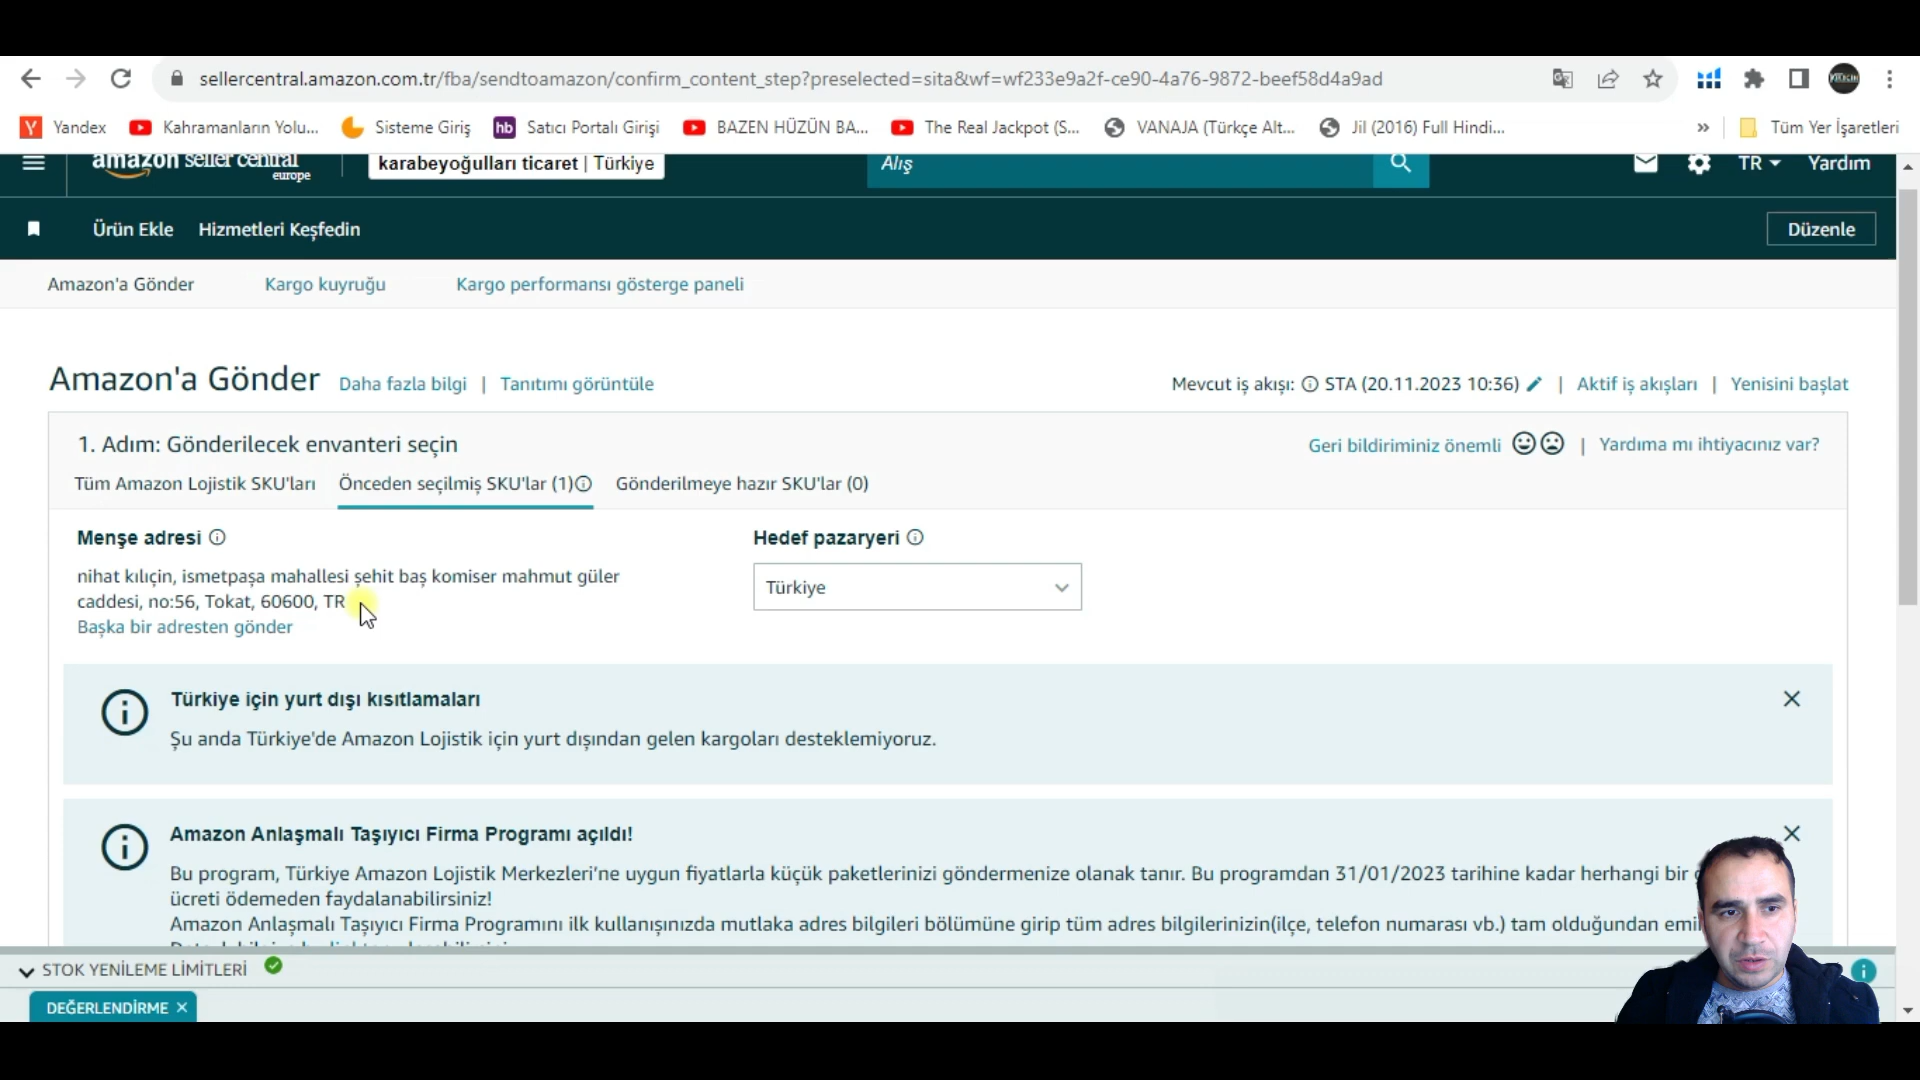 sellercentral.amazon.com.tr/fba/sendtoamazon/confirm_content_step?preselected=sita&wf=wf233e9a2f-ce90-4a76-9872-beef58d4a9ad
Yandex Kahramanların Yolu... Sisteme Giriş hb Satıcı Portalı Girişi BAZEN HÜZÜN BA... The Real Jackpot (S... VANAJA (Türkçe Alt... Jil (2016) Full Hindi... » Tüm Yer İşaretleri
amazon seller central europe karabeyoğulları ticaret | Türkiye Alış TR Yardım
Ürün Ekle Hizmetleri Keşfedin Düzenle
Amazon'a Gönder Kargo kuyruğu Kargo performansı gösterge paneli
Amazon'a Gönder Daha fazla bilgi | Tanıtımı görüntüle Mevcut iş akışı: STA (20.11.2023 10:36) | Aktif iş akışları | Yenisini başlat
1. Adım: Gönderilecek envanteri seçin Geri bildiriminiz önemli | Yardıma mı ihtiyacınız var?
Tüm Amazon Lojistik SKU'ları Önceden seçilmiş SKU'lar (1) Gönderilmeye hazır SKU'lar (0)
Menşe adresi Hedef pazaryeri
nihat kılıçin, ismetpaşa mahallesi şehit baş komiser mahmut güler
caddesi, no:56, Tokat, 60600, TR
Türkiye
Başka bir adresten gönder
Türkiye için yurt dışı kısıtlamaları
Şu anda Türkiye'de Amazon Lojistik için yurt dışından gelen kargoları desteklemiyoruz.
Amazon Anlaşmalı Taşıyıcı Firma Programı açıldı!
Bu program, Türkiye Amazon Lojistik Merkezleri'ne uygun fiyatlarla küçük paketlerinizi göndermenize olanak tanır. Bu programdan 31/01/2023 tarihine kadar herhangi bir
ücreti ödemeden faydalanabilirsiniz!
Amazon Anlaşmalı Taşıyıcı Firma Programını ilk kullanışınızda mutlaka adres bilgileri bölümüne girip tüm adres bilgilerinizin(ilçe, telefon numarası vb.) tam olduğundan
STOK YENİLEME LİMİTLERİ
DEĞERLENDİRME